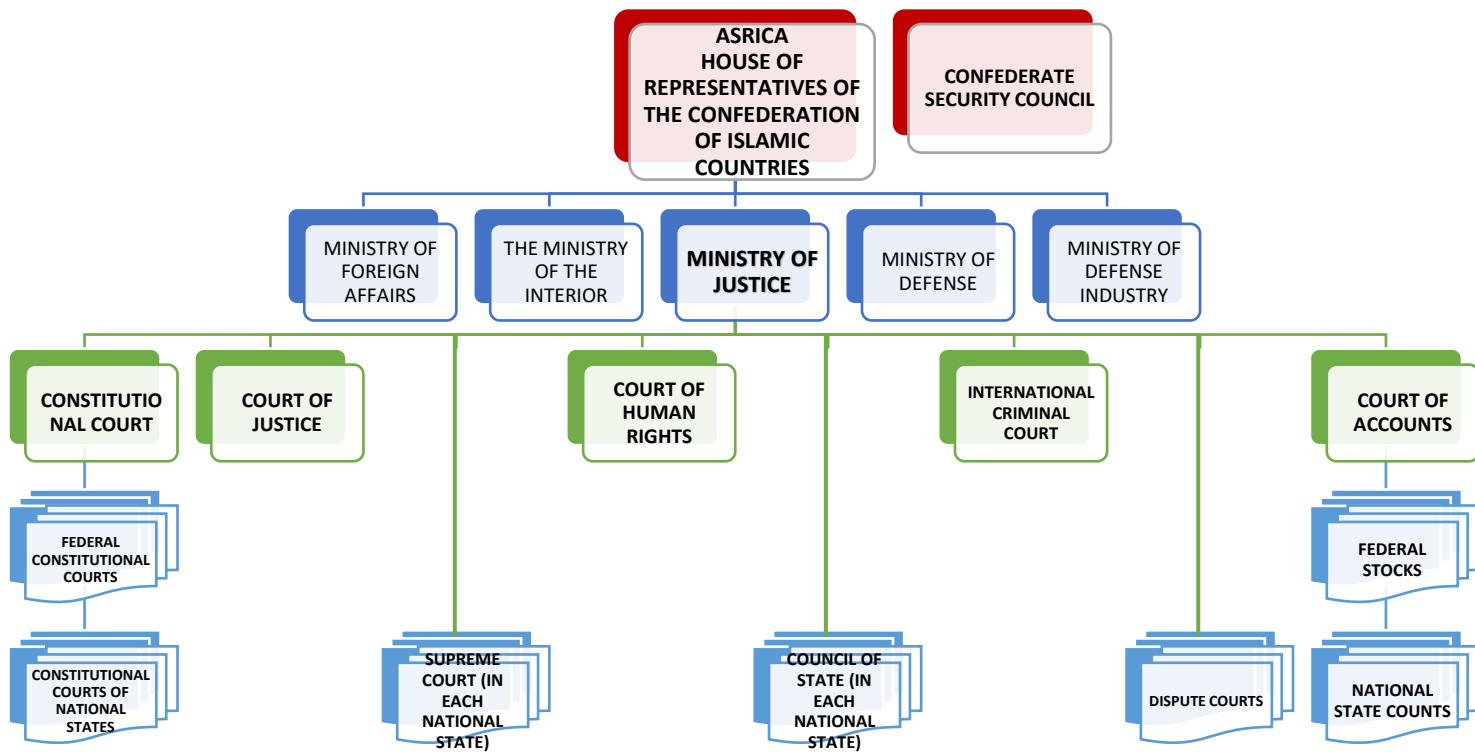 ASRICA
HOUSE OF
REPRESENTATIVES OF
THE CONFEDERATION
OF ISLAMIC
COUNTRIES
CONFEDERATE
SECURITY COUNCIL
MINISTRY OF
FOREIGN
AFFAIRS
THE MINISTRY
OF THE
INTERIOR
MINISTRY OF
JUSTICE
MINISTRY OF
DEFENSE
MINISTRY OF
DEFENSE
INDUSTRY
CONSTITUTIO
NAL COURT
COURT OF
JUSTICE
COURT OF
HUMAN
RIGHTS
INTERNATIONAL
CRIMINAL
COURT
COURT OF
ACCOUNTS
FEDERAL
CONSTITUTIONAL
COURTS
FEDERAL
STOCKS
CONSTITUTIONAL
COURTS OF
NATIONAL
STATES
SUPREME
COURT (IN
EACH
NATIONAL
STATE)
COUNCIL OF
STATE (IN
EACH
NATIONAL
STATE)
DISPUTE COURTS
NATIONAL
STATE COUNTS